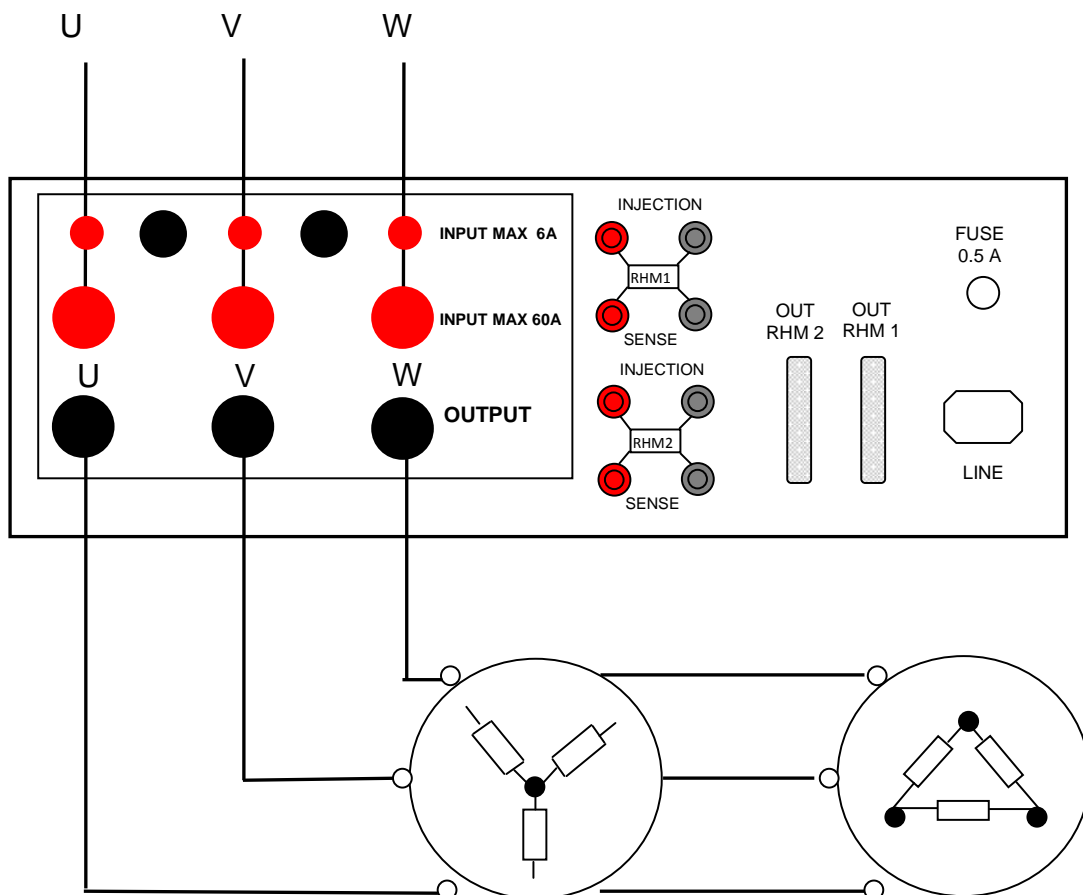 U
V
W
INPUT MAX 6A
INPUT MAX 60A
U
V
W
OUTPUT
INJECTION
RHM1
SENSE
INJECTION
RHM2
SENSE
OUT
RHM 2
OUT
RHM 1
FUSE
0.5 A
LINE